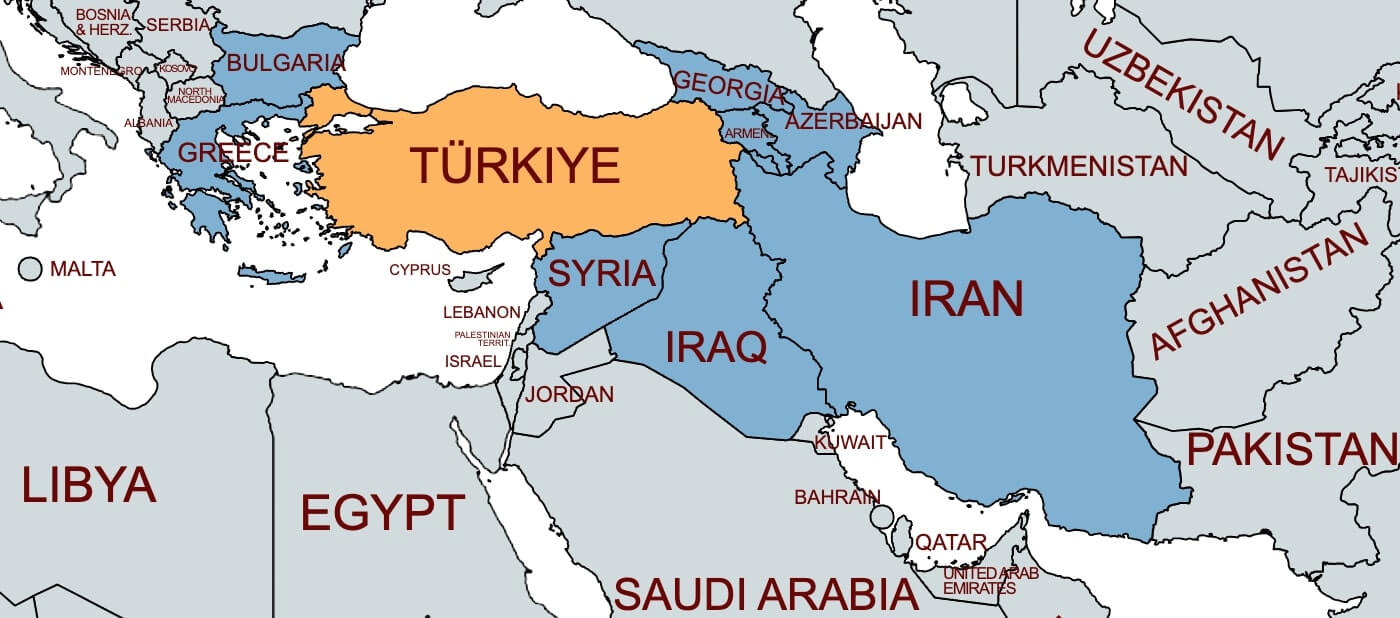 BOSNIA
& HERZ.
SERBIA
BULGARIA
MONTENEGRO
KOSOVO
NORTH
MACEDONIA
ALBANIA
GREECE
TÜRKIYE
GEORGIA
ARMEN.
AZERBAIJAN
UZBEKISTAN
TURKMENISTAN
TAJIKIS
MALTA
CYPRUS
SYRIA
LEBANON
PALESTINIAN
TERRIT.
ISRAEL
JORDAN
IRAQ
IRAN
AFGHANISTAN
KUWAIT
PAKISTAN
LIBYA
EGYPT
BAHRAIN
QATAR
UNITED ARAB
EMIRATES
SAUDI ARABIA